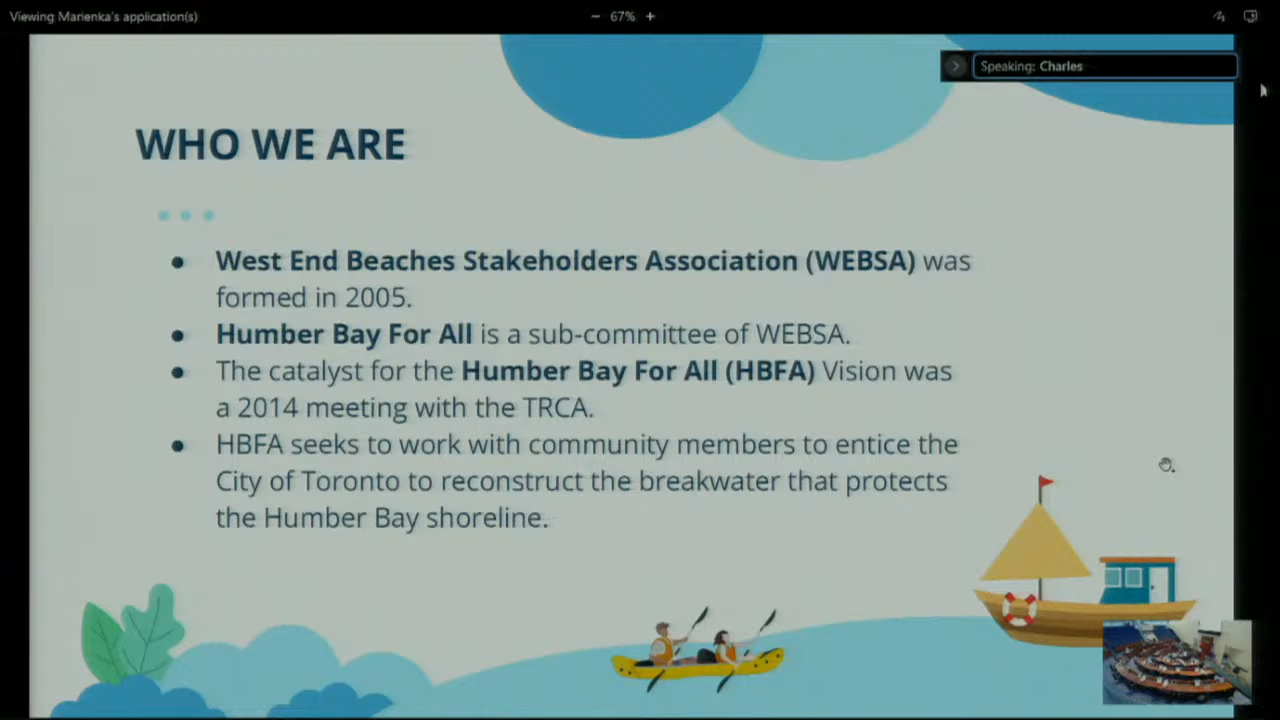 Viewing Marienka's application(s)
− 67% +
Speaking: Charles
WHO WE ARE
● West End Beaches Stakeholders Association (WEBSA) was
formed in 2005.
● Humber Bay For All is a sub-committee of WEBSA.
● The catalyst for the Humber Bay For All (HBFA) Vision was
a 2014 meeting with the TRCA.
● HBFA seeks to work with community members to entice the
City of Toronto to reconstruct the breakwater that protects
the Humber Bay shoreline.